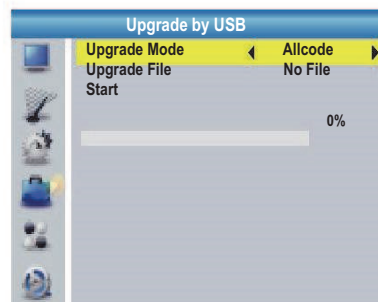 Upgrade by USB
Upgrade Mode Allcode
Upgrade File No File
Start
0%